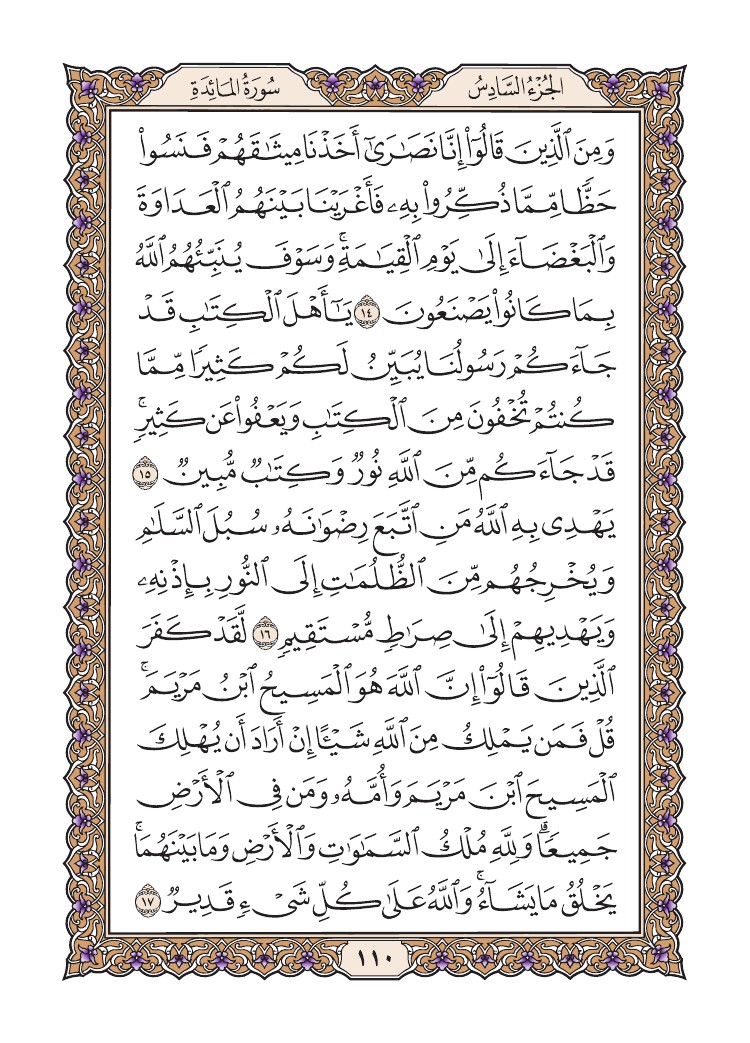 الجُزْءُ السَّادِسُ
سُورَةُ المَائِدَةِ
وَمِنَ ٱلَّذِينَ قَالُوٓا۟ إِنَّا نَصَـٰرَىٰٓ أَخَذْنَا مِيثَـٰقَهُمْ فَنَسُوا۟
حَظًّا مِّمَّا ذُكِّرُوا۟ بِهِۦ فَأَغْرَيْنَا بَيْنَهُمُ ٱلْعَدَاوَةَ
وَٱلْبَغْضَآءَ إِلَىٰ يَوْمِ ٱلْقِيَـٰمَةِ ۚ وَسَوْفَ يُنَبِّئُهُمُ ٱللَّهُ
بِمَا كَانُوا۟ يَصْنَعُونَ ١٤ يَـٰٓأَهْلَ ٱلْكِتَـٰبِ قَدْ
جَآءَكُمْ رَسُولُنَا يُبَيِّنُ لَكُمْ كَثِيرًا مِّمَّا
كُنتُمْ تُخْفُونَ مِنَ ٱلْكِتَـٰبِ وَيَعْفُوا۟ عَن كَثِيرٍ ۚ
قَدْ جَآءَكُم مِّنَ ٱللَّهِ نُورٌ وَكِتَـٰبٌ مُّبِينٌ ١٥
يَهْدِى بِهِ ٱللَّهُ مَنِ ٱتَّبَعَ رِضْوَٰنَهُۥ سُبُلَ ٱلسَّلَـٰمِ
وَيُخْرِجُهُم مِّنَ ٱلظُّلُمَـٰتِ إِلَى ٱلنُّورِ بِإِذْنِهِۦ
وَيَهْدِيهِمْ إِلَىٰ صِرَٰطٍ مُّسْتَقِيمٍ ١٦ لَّقَدْ كَفَرَ
ٱلَّذِينَ قَالُوٓا۟ إِنَّ ٱللَّهَ هُوَ ٱلْمَسِيحُ ٱبْنُ مَرْيَمَ ۚ
قُلْ فَمَن يَمْلِكُ مِنَ ٱللَّهِ شَيْـًٔا إِنْ أَرَادَ أَن يُهْلِكَ
ٱلْمَسِيحَ ٱبْنَ مَرْيَمَ وَأُمَّهُۥ وَمَن فِى ٱلْأَرْضِ
جَمِيعًا ۗ وَلِلَّهِ مُلْكُ ٱلسَّمَـٰوَٰتِ وَٱلْأَرْضِ وَمَا بَيْنَهُمَا ۚ
يَخْلُقُ مَا يَشَآءُ ۚ وَٱللَّهُ عَلَىٰ كُلِّ شَىْءٍ قَدِيرٌ ١٧
١١٠